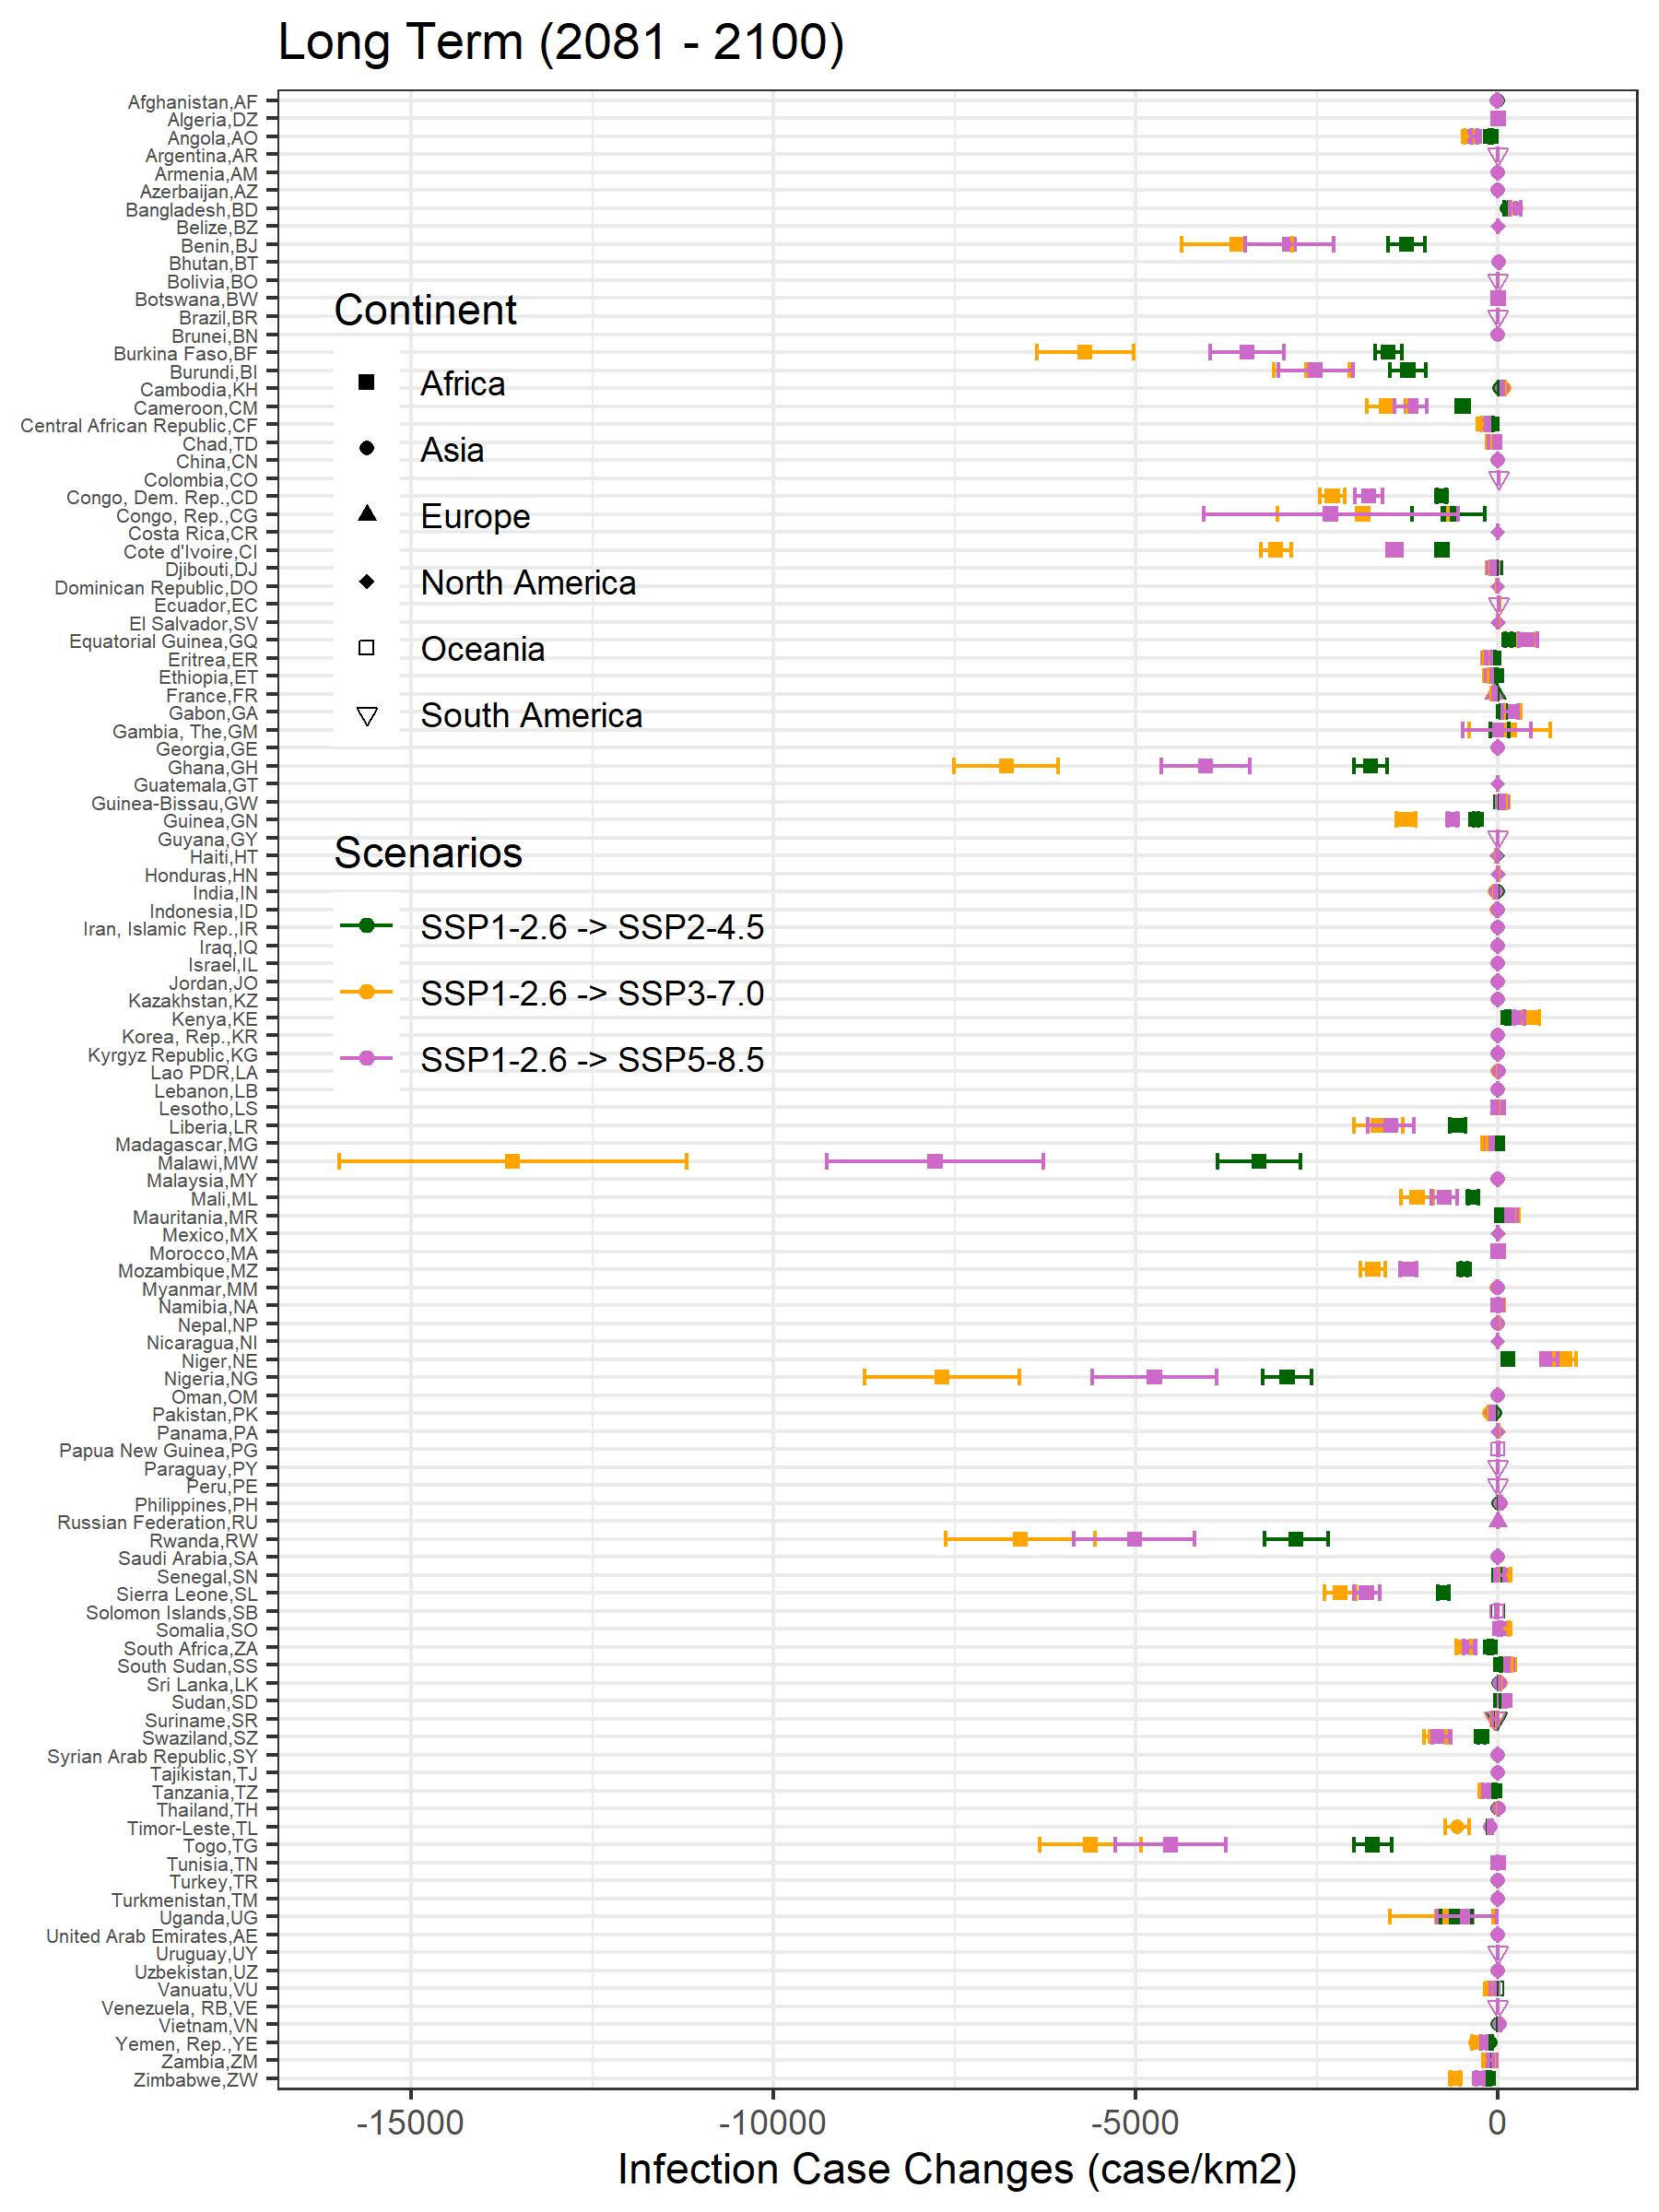 Long Term (2081 - 2100)
Afghanistan,AF
Algeria,DZ
Angola,AO
Argentina,AR
Armenia,AM
Azerbaijan,AZ
Bangladesh,BD
Belize,BZ
Benin,BJ
Bhutan,BT
Bolivia,BO
Botswana,BW
Brazil,BR
Brunei,BN
Burkina Faso,BF
Burundi,BI
Cambodia,KH
Cameroon,CM
Central African Republic,CF
Chad,TD
China,CN
Colombia,CO
Congo, Dem. Rep.,CD
Congo, Rep.,CG
Costa Rica,CR
Cote d'Ivoire,CI
Djibouti,DJ
Dominican Republic,DO
Ecuador,EC
El Salvador,SV
Equatorial Guinea,GQ
Eritrea,ER
Ethiopia,ET
France,FR
Gabon,GA
Gambia, The,GM
Georgia,GE
Ghana,GH
Guatemala,GT
Guinea-Bissau,GW
Guinea,GN
Guyana,GY
Haiti,HT
Honduras,HN
India,IN
Indonesia,ID
Iran, Islamic Rep.,IR
Iraq,IQ
Israel,IL
Jordan,JO
Kazakhstan,KZ
Kenya,KE
Korea, Rep.,KR
Kyrgyz Republic,KG
Lao PDR,LA
Lebanon,LB
Lesotho,LS
Liberia,LR
Madagascar,MG
Malawi,MW
Malaysia,MY
Mali,ML
Mauritania,MR
Mexico,MX
Morocco,MA
Mozambique,MZ
Myanmar,MM
Namibia,NA
Nepal,NP
Nicaragua,NI
Niger,NE
Nigeria,NG
Oman,OM
Pakistan,PK
Panama,PA
Papua New Guinea,PG
Paraguay,PY
Peru,PE
Philippines,PH
Russian Federation,RU
Rwanda,RW
Saudi Arabia,SA
Senegal,SN
Sierra Leone,SL
Solomon Islands,SB
Somalia,SO
South Africa,ZA
South Sudan,SS
Sri Lanka,LK
Sudan,SD
Suriname,SR
Swaziland,SZ
Syrian Arab Republic,SY
Tajikistan,TJ
Tanzania,TZ
Thailand,TH
Timor-Leste,TL
Togo,TG
Tunisia,TN
Turkey,TR
Turkmenistan,TM
Uganda,UG
United Arab Emirates,AE
Uruguay,UY
Uzbekistan,UZ
Vanuatu,VU
Venezuela, RB,VE
Vietnam,VN
Yemen, Rep.,YE
Zambia,ZM
Zimbabwe,ZW
Continent
Africa
Asia
Europe
North America
Oceania
South America
Scenarios
SSP1-2.6 -> SSP2-4.5
SSP1-2.6 -> SSP3-7.0
SSP1-2.6 -> SSP5-8.5
-15000 -10000 -5000 0
Infection Case Changes (case/km2)